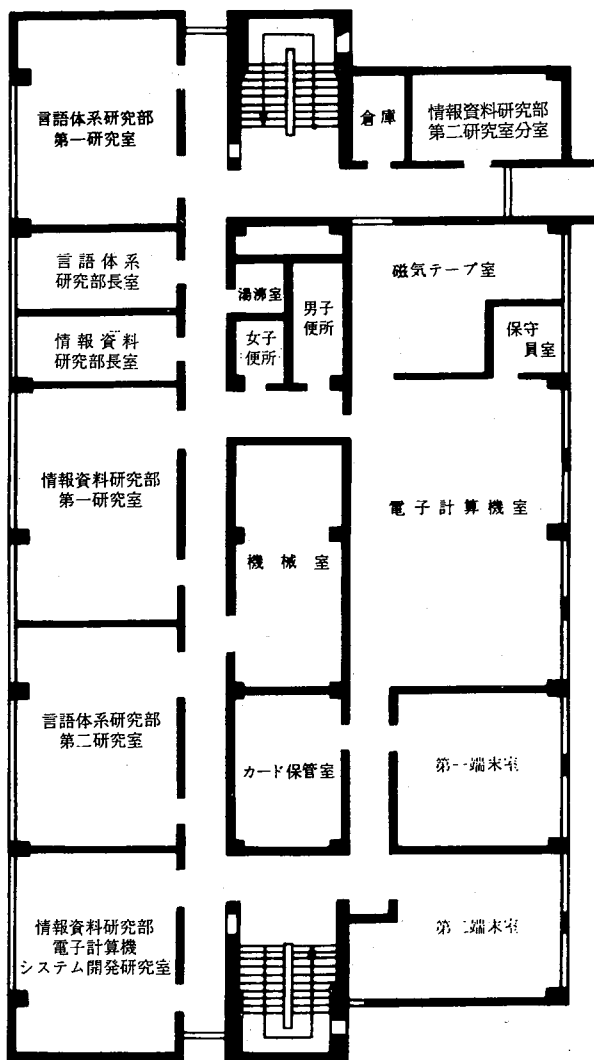 言語体系研究部
第一研究室
倉庫
情報資料研究部
第二研究室分室
言語体系
研究部長室
湯沸室
男子
便所
磁気テープ室
情報資料
研究部長室
女子
便所
保守
員室
情報資料研究部
第一研究室
機械室
電子計算機室
言語体系研究部
第二研究室
カード保管室
第一端末室
情報資料研究部
電子計算機
システム開発研究室
第二端末室